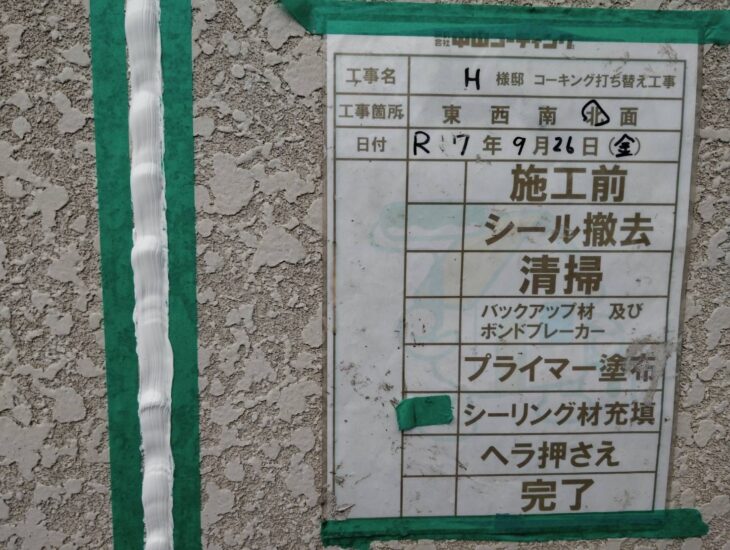 工事名 H 様邸 コーキング打ち替え工事
工事箇所 東 西 南 北 面
日付 R 7 年 9 月 26 日 (金)
施工前
シール撤去
清掃
バックアップ材 及び
ボンドブレーカー
プライマー塗布
シーリング材充填
ヘラ押さえ
完了